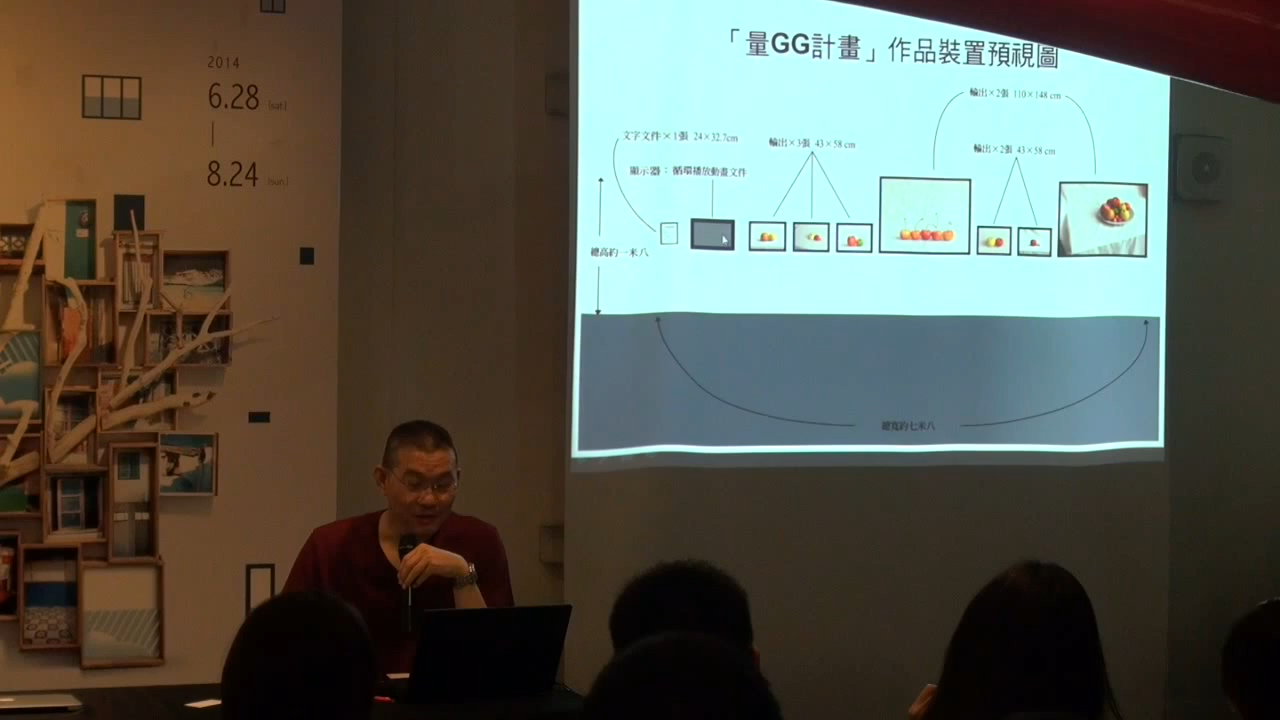 2014
6.28 (sat)
8.24 (sun)
「量GG計畫」作品裝置預視圖
輸出×2張 110×148 cm
文字文件×1張 24×32.7cm
輸出×3張 43×58 cm
輸出×2張 43×58 cm
顯示器：循環播放動畫文件
總高約一米八
總寬約七米八